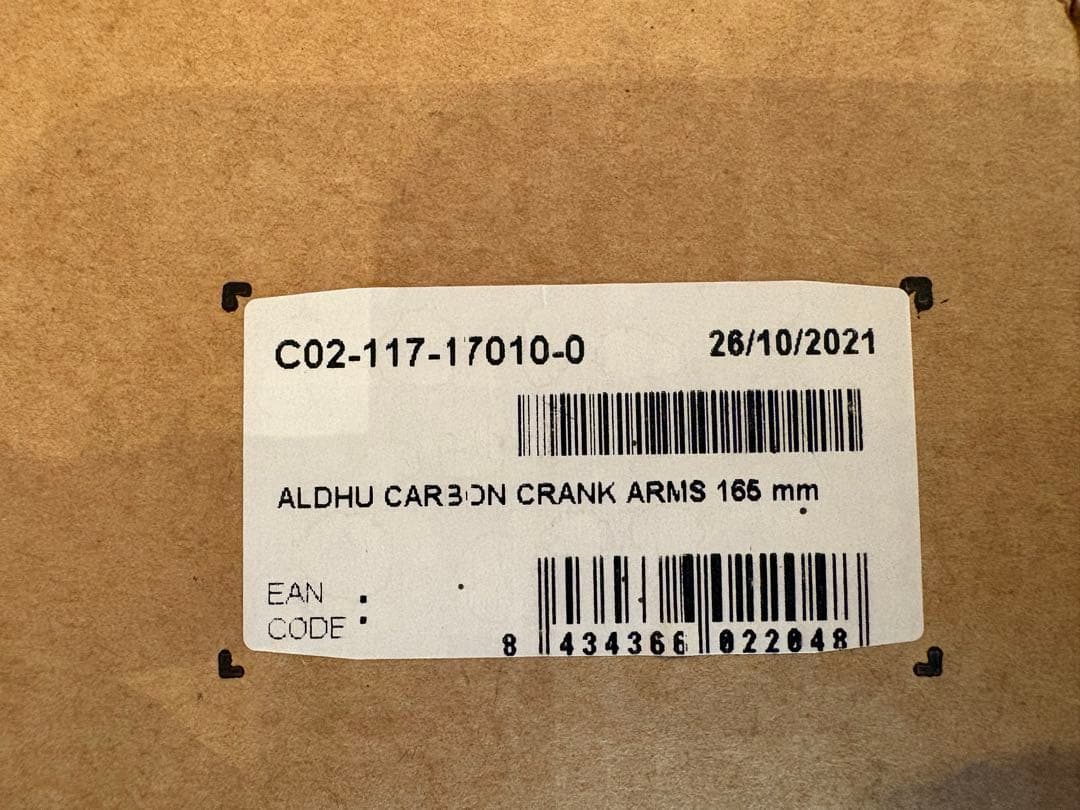 C02-117-17010-0 26/10/2021
ALDHU CARBON CRANK ARMS 165 mm
EAN :
CODE :
8 434366 022048